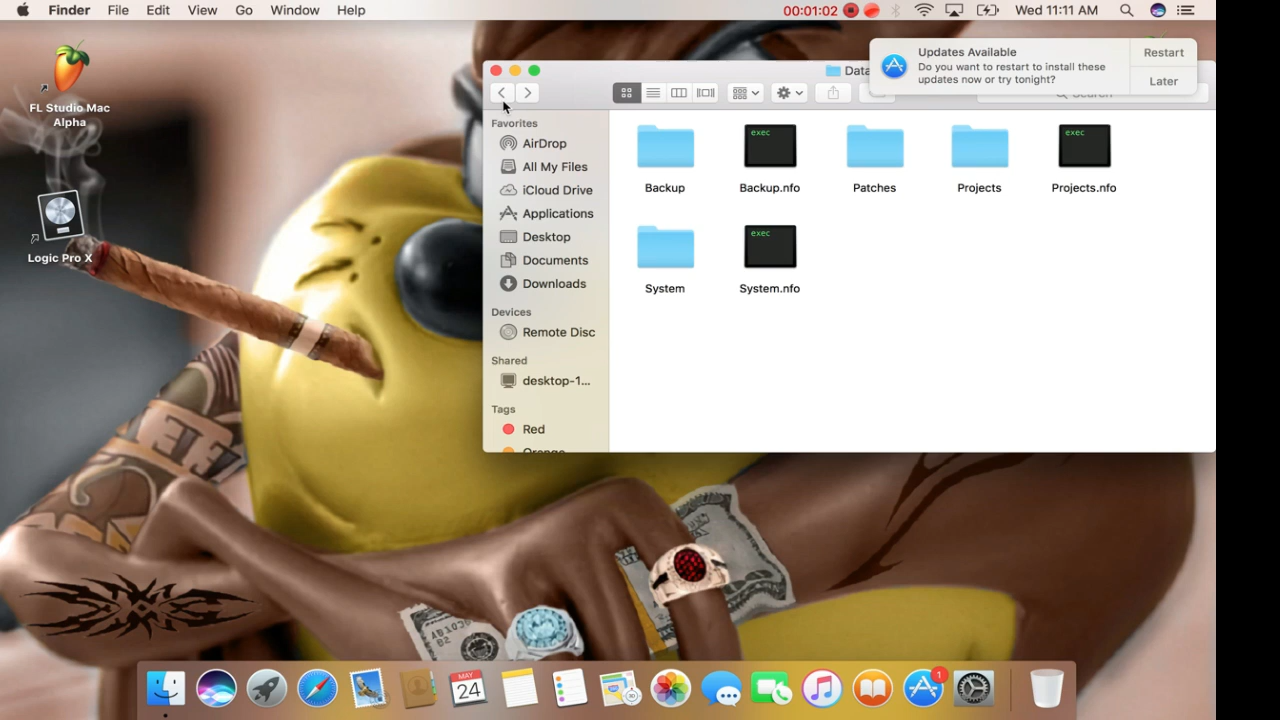 Finder File Edit View Go Window Help 00:01:02 Wed 11:11 AM
FL Studio Mac
Alpha
Logic Pro X
Data
Updates Available
Do you want to restart to install these
updates now or try tonight?
Restart
Later
Favorites
AirDrop
All My Files
iCloud Drive
Applications
Desktop
Documents
Downloads
Devices
Remote Disc
Shared
desktop-1...
Tags
Red
Orange
exec
exec
Backup Backup.nfo Patches Projects Projects.nfo
exec
System System.nfo
MAY
24
1